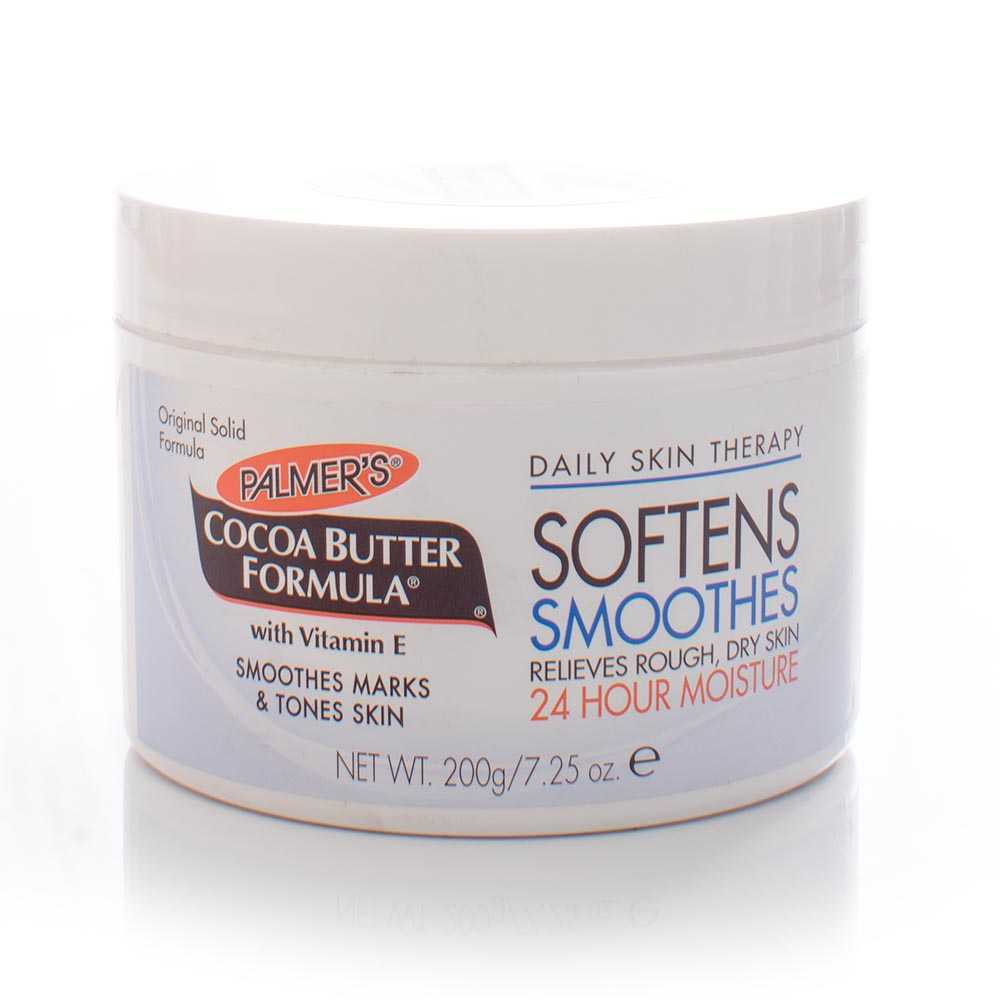 Original Solid
Formula
PALMER'S®
COCOA BUTTER
FORMULA®
®
with Vitamin E
SMOOTHES MARKS
& TONES SKIN
DAILY SKIN THERAPY
SOFTENS
SMOOTHES
RELIEVES ROUGH, DRY SKIN
24 HOUR MOISTURE
NET WT. 200g/7.25 oz. ℮